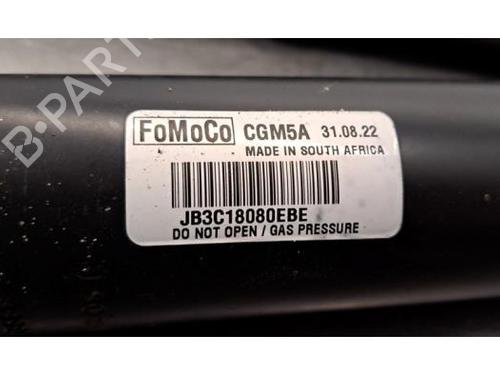 B-PARTS
FoMoCo CGM5A 31.08.22
MADE IN SOUTH AFRICA
JB3C18080EBE
DO NOT OPEN / GAS PRESSURE